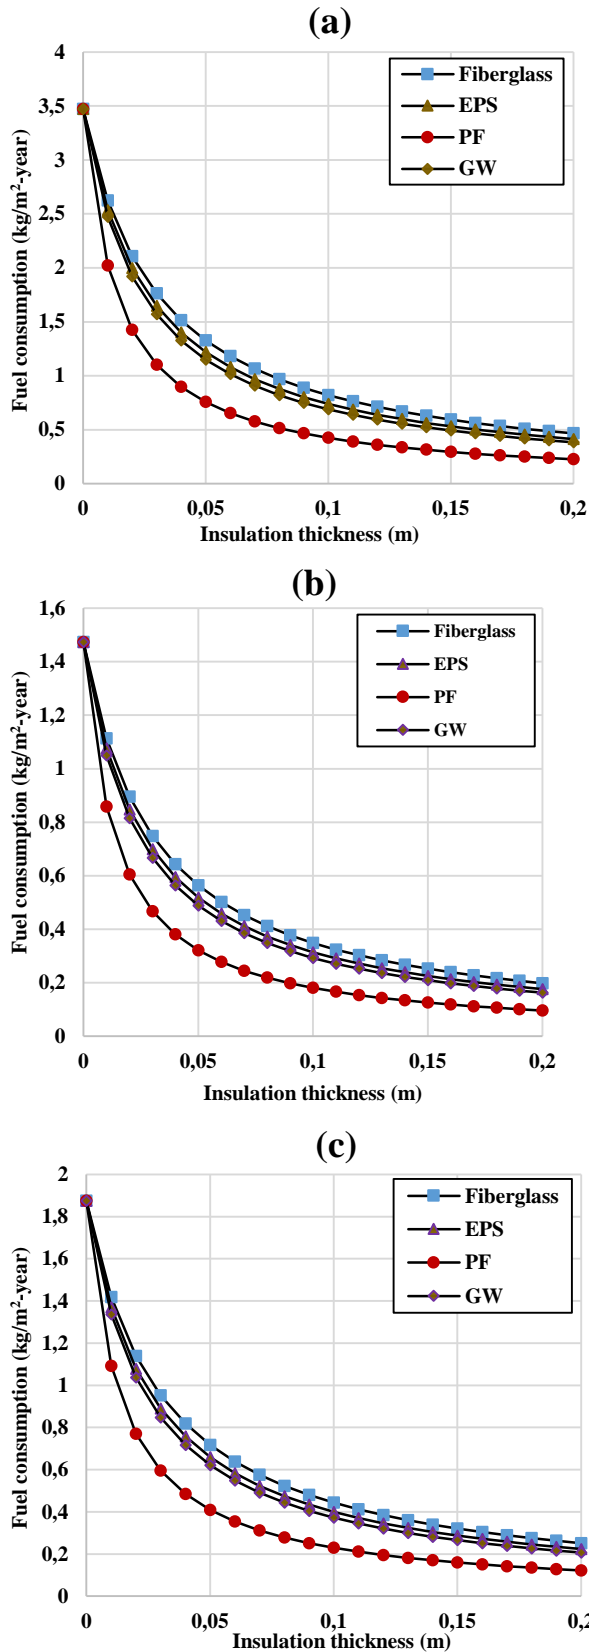 (a)
Fuel consumption (kg/m²-year)
4
3,5
3
2,5
2
1,5
1
0,5
0
Fiberglass
EPS
PF
GW
0 0,05 0,1 0,15 0,2
Insulation thickness (m)
(b)
Fuel consumption (kg/m²-year)
1,6
1,4
1,2
1
0,8
0,6
0,4
0,2
0
Fiberglass
EPS
PF
GW
0 0,05 0,1 0,15 0,2
Insulation thickness (m)
(c)
Fuel consumption (kg/m²-year)
2
1,8
1,6
1,4
1,2
1
0,8
0,6
0,4
0,2
0
Fiberglass
EPS
PF
GW
0 0,05 0,1 0,15 0,2
Insulation thickness (m)